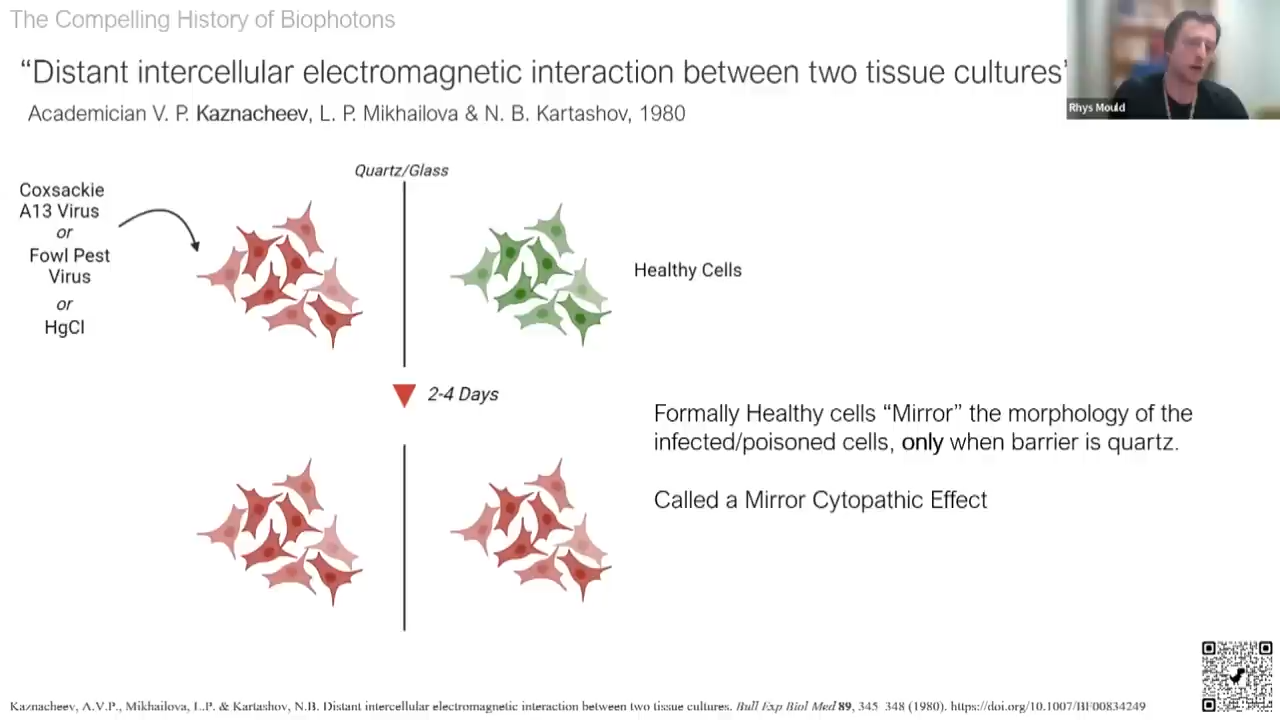 The Compelling History of Biophotons
“Distant intercellular electromagnetic interaction between two tissue cultures”
Rhys Mould
Academician V. P. Kaznacheev, L. P. Mikhailova & N. B. Kartashov, 1980
Quartz/Glass
Coxsackie
A13 Virus
or
Fowl Pest
Virus
or
HgCl
Healthy Cells
2-4 Days
Formally Healthy cells “Mirror” the morphology of the
infected/poisoned cells, only when barrier is quartz.
Called a Mirror Cytopathic Effect
Kaznacheev, A.V.P., Mikhailova, L.P. & Kartashov, N.B. Distant intercellular electromagnetic interaction between two tissue cultures. Bull Exp Biol Med 89, 345–348 (1980). https://doi.org/10.1007/BF00834249